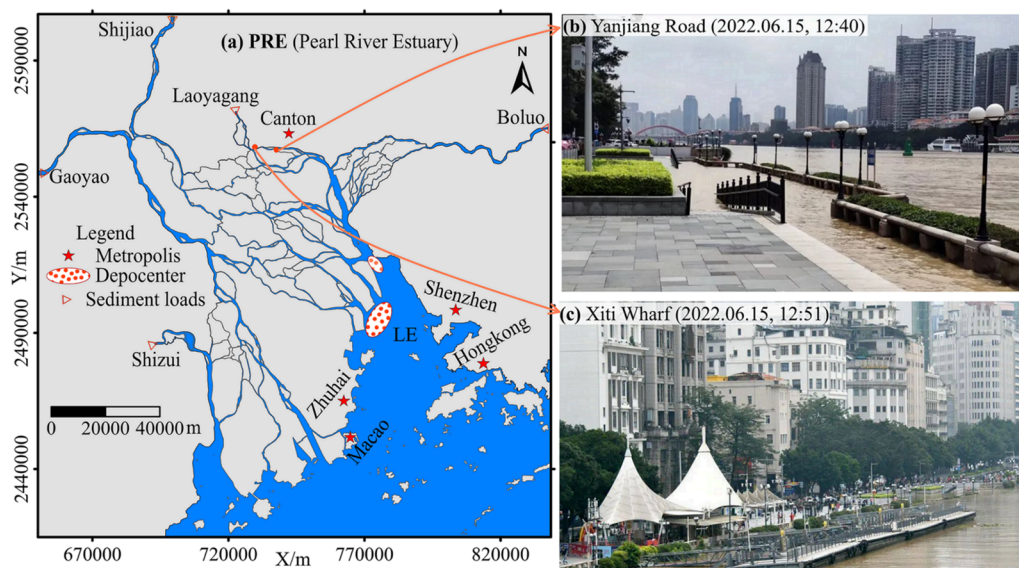 (a) PRE (Pearl River Estuary)
Shijiao
N
Laoyagang
Canton
Boluo
Gaoyao
Legend
Metropolis
Depocenter
Sediment loads
Shizui
Shenzhen
LE
Hongkong
Zhuhai
Macao
0 20000 40000 m
2590000
2540000
2490000
2440000
Y/m
670000 720000 770000 820000
X/m
(b) Yanjiang Road (2022.06.15, 12:40)
(c) Xiti Wharf (2022.06.15, 12:51)